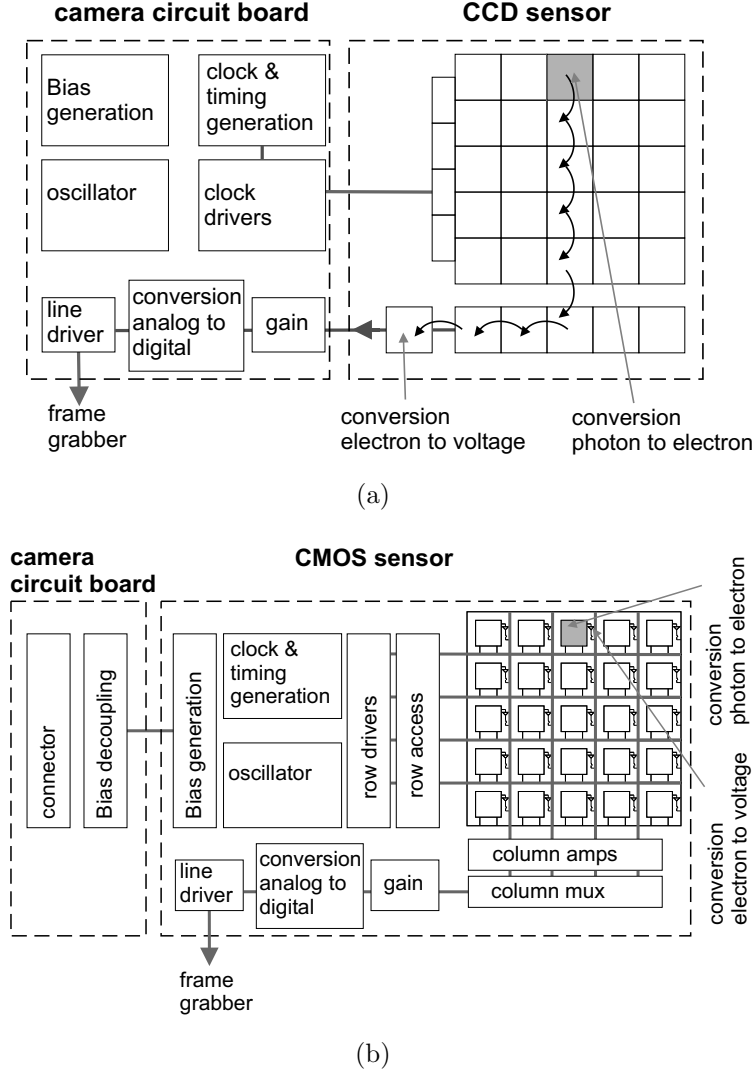 camera circuit board
CCD sensor
Bias
generation
clock &
timing
generation
oscillator
clock
drivers
line
driver
conversion
analog to
digital
gain
frame
grabber
conversion
electron to voltage
conversion
photon to electron
(a)
camera
circuit board
CMOS sensor
connector
Bias decoupling
Bias generation
clock &
timing
generation
oscillator
row drivers
row access
conversion
photon to electron
conversion
electron to voltage
column amps
column mux
line
driver
conversion
analog to
digital
gain
frame
grabber
(b)